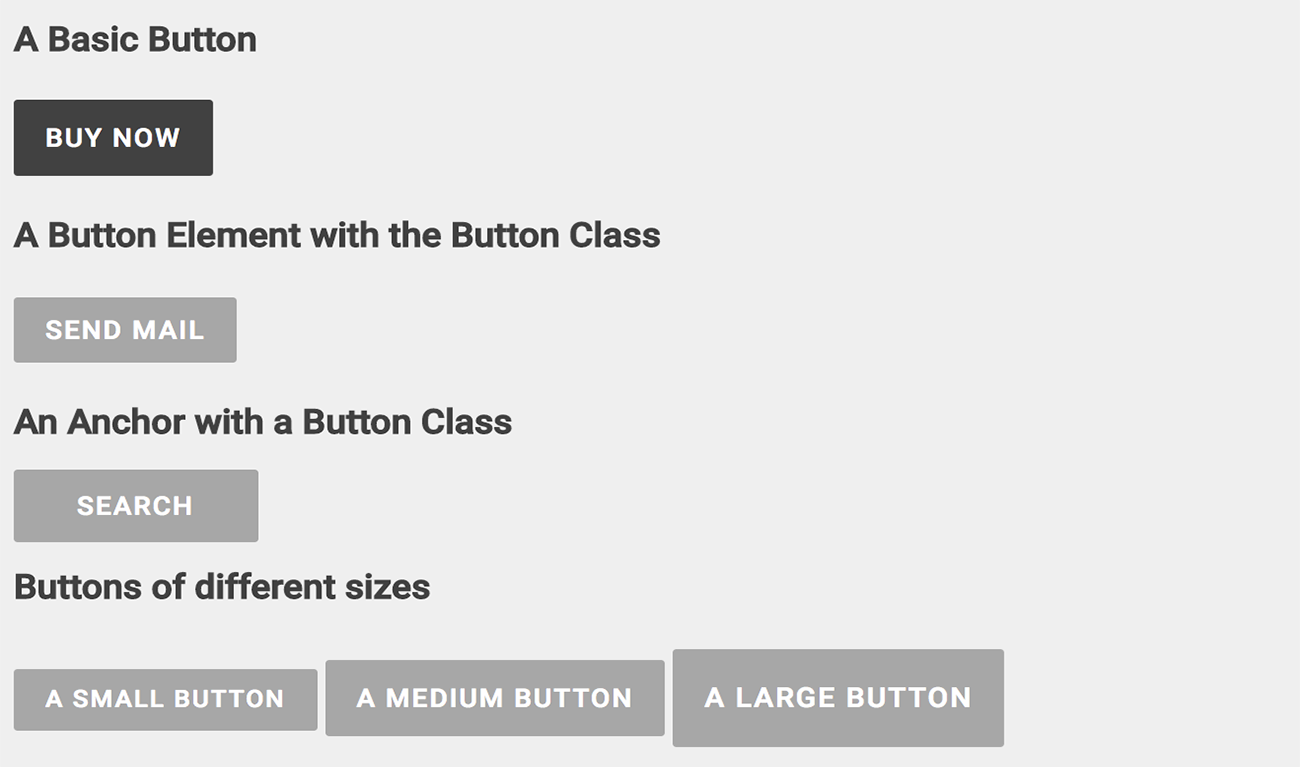 A Basic Button
BUY NOW
A Button Element with the Button Class
SEND MAIL
An Anchor with a Button Class
SEARCH
Buttons of different sizes
A SMALL BUTTON A MEDIUM BUTTON A LARGE BUTTON